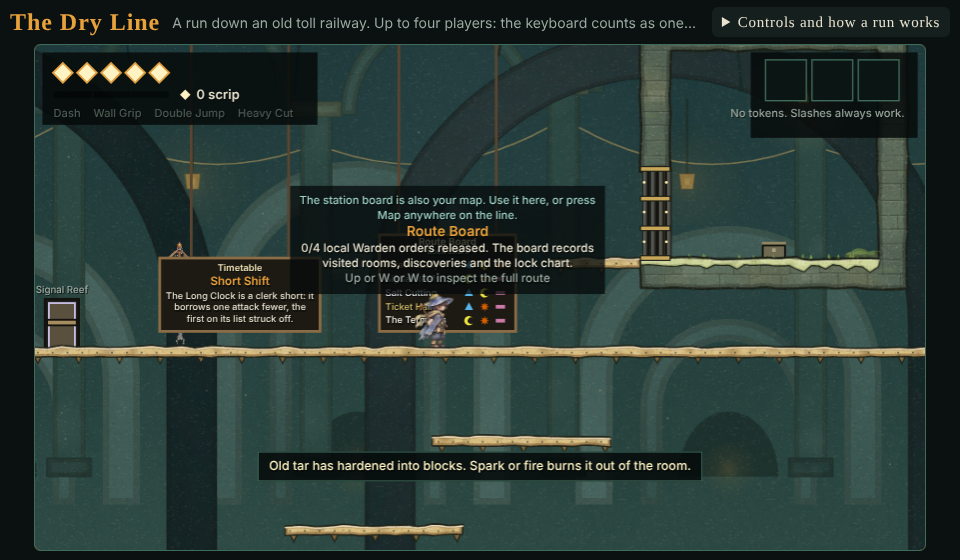 The Dry Line
A run down an old toll railway. Up to four players: the keyboard counts as one...
▶ Controls and how a run works
0 scrip
Dash Wall Grip Double Jump Heavy Cut
No tokens. Slashes always work.
The station board is also your map. Use it here, or press
Map anywhere on the line.
Route Board
0/4 local Warden orders released. The board records
visited rooms, discoveries and the lock chart.
Up or W or W to inspect the full route
Timetable
Short Shift
The Long Clock is a clerk short: it
borrows one attack fewer, the
first on its list struck off.
Signal Reef
Salt Cutting
Ticket
The
Old tar has hardened into blocks. Spark or fire burns it out of the room.